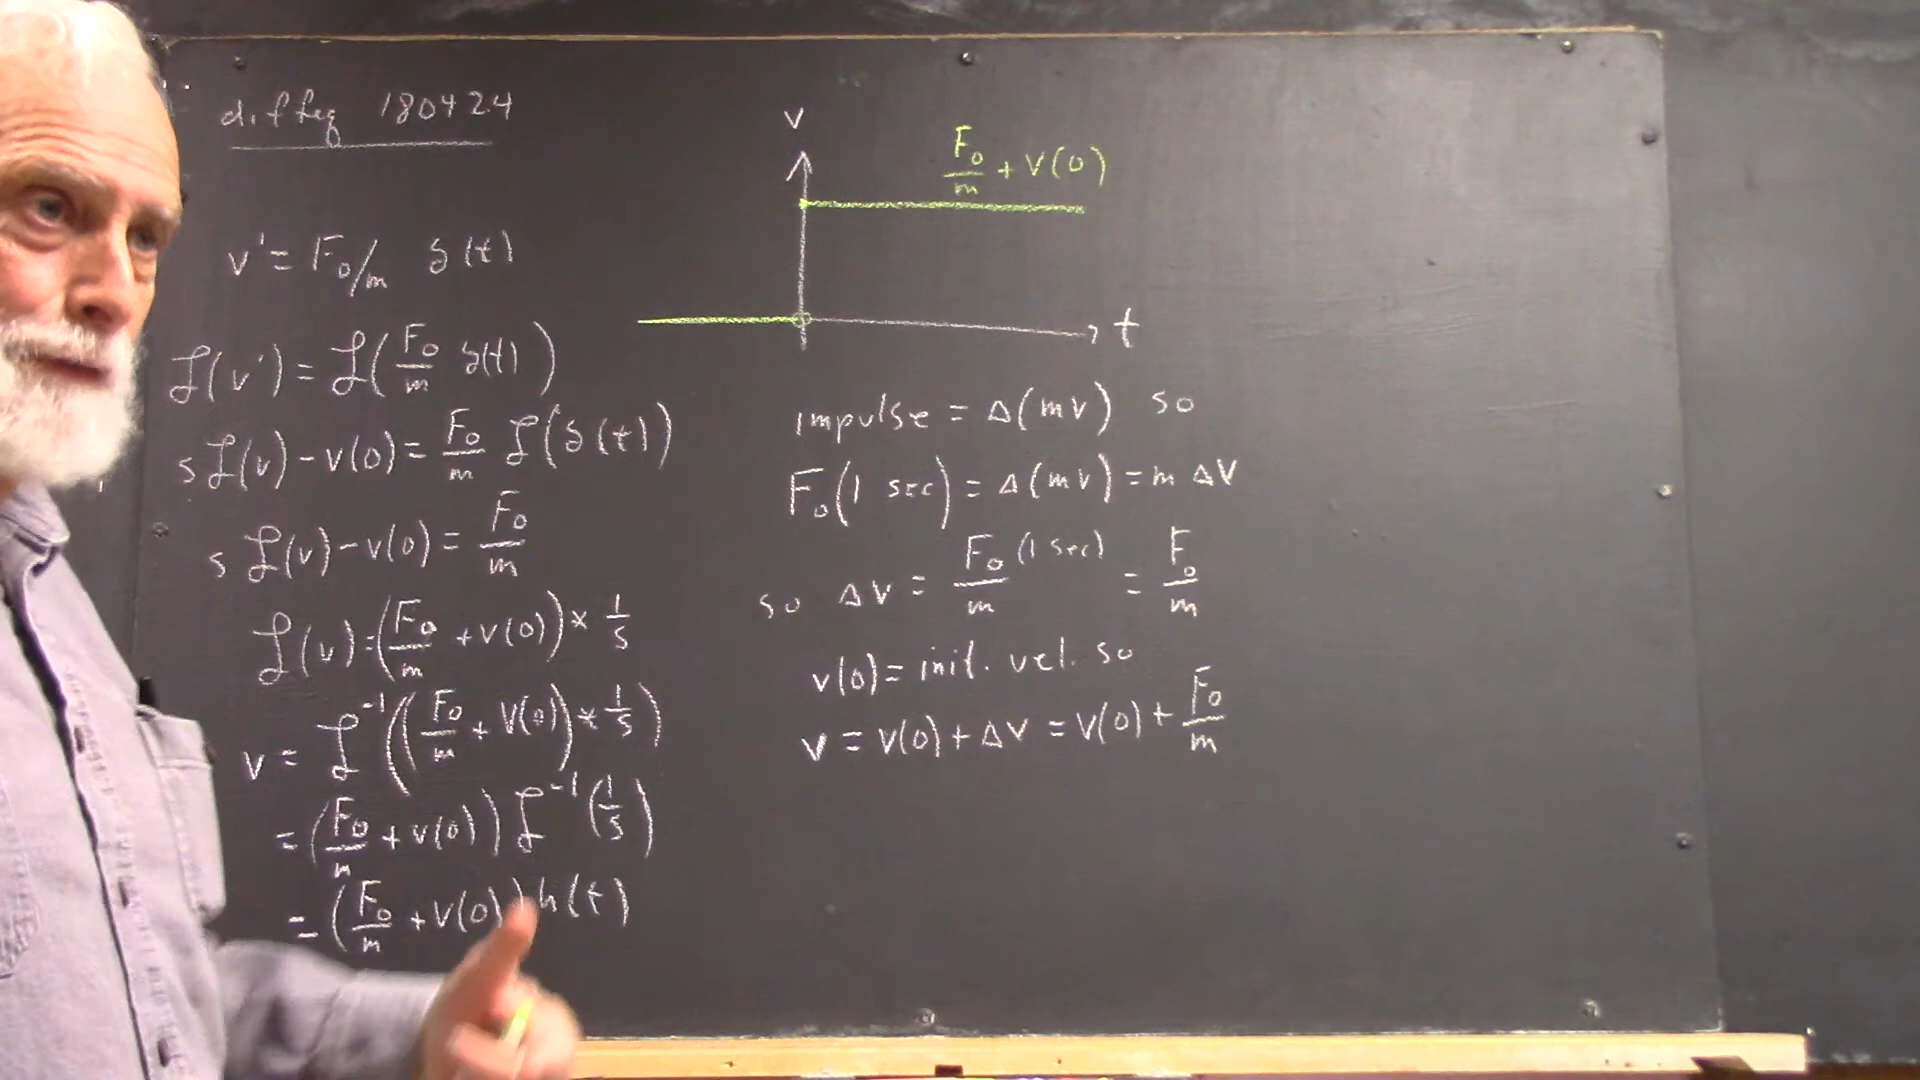 diffeq 180424
v' = F₀/m δ(t)
ℒ(v') = ℒ(F₀/m δ(t))
sℒ(v) - v(0) = F₀/m ℒ(δ(t))
s ℒ(v) - v(0) = F₀/m
ℒ(v) = (F₀/m + v(0)) * 1/s
v = ℒ⁻¹((F₀/m + v(0)) * 1/s)
= (F₀/m + v(0)) ℒ⁻¹(1/s)
= (F₀/m + v(0)) h(t)
v
F₀/m + v(0)
t
impulse = Δ(mv) so
F₀(1 sec) = Δ(mv) = m Δv
so Δv = F₀(1 sec)/m = F₀/m
v(0) = init. vel. so
v = v(0) + Δv = v(0) + F₀/m